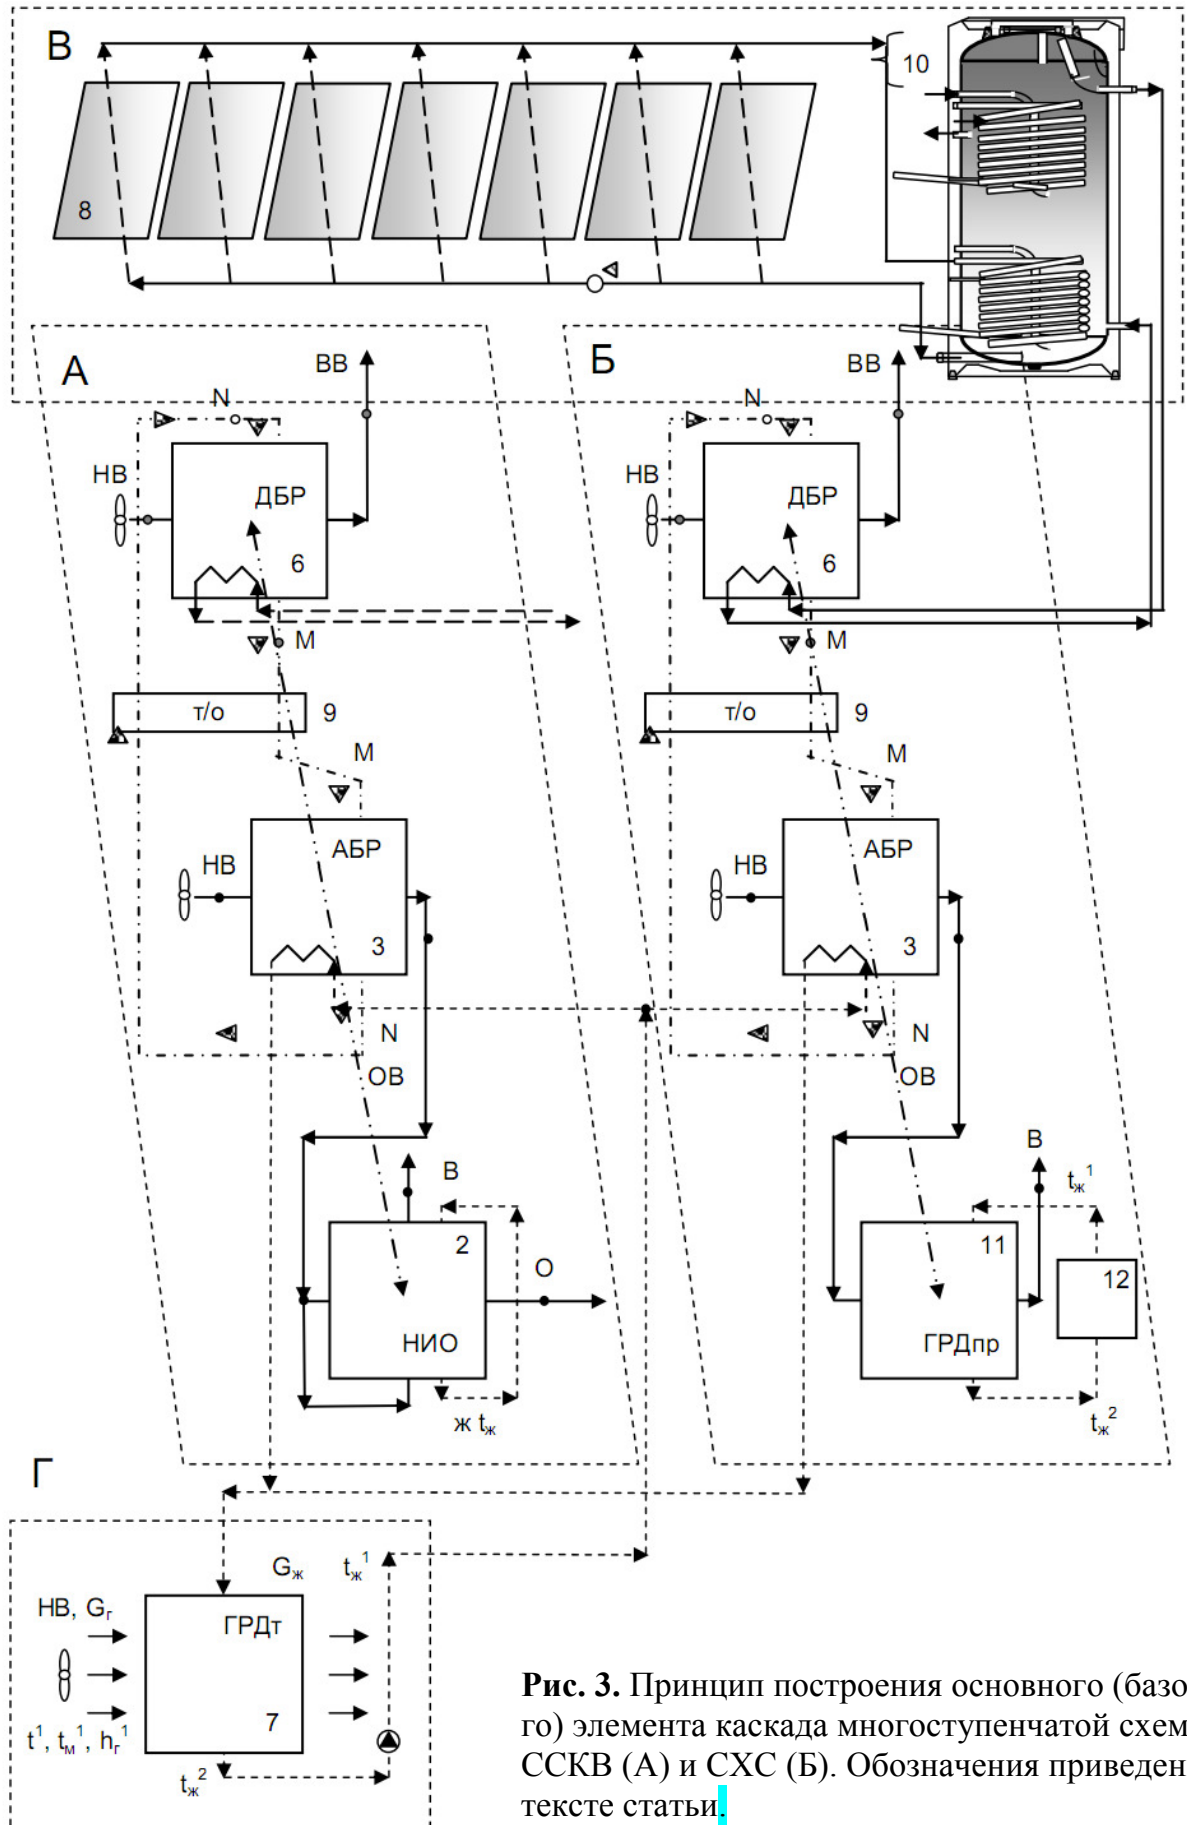 В
10
8
А
ВВ
Б
ВВ
N
N
НВ
ДБР
НВ
ДБР
6
6
М
М
т/о
9
т/о
9
М
М
НВ
АБР
НВ
АБР
3
3
N
N
ОВ
ОВ
В
В
tж¹
2
11
О
12
НИО
ГРДпр
ж tж
tж²
Г
Gж
tж¹
НВ, Gг
ГРДт
7
t¹, tм¹, hг¹
tж²
Рис. 3. Принцип построения основного (базо
го) элемента каскада многоступенчатой схем
ССКВ (А) и СХС (Б). Обозначения приведен
тексте статьи.